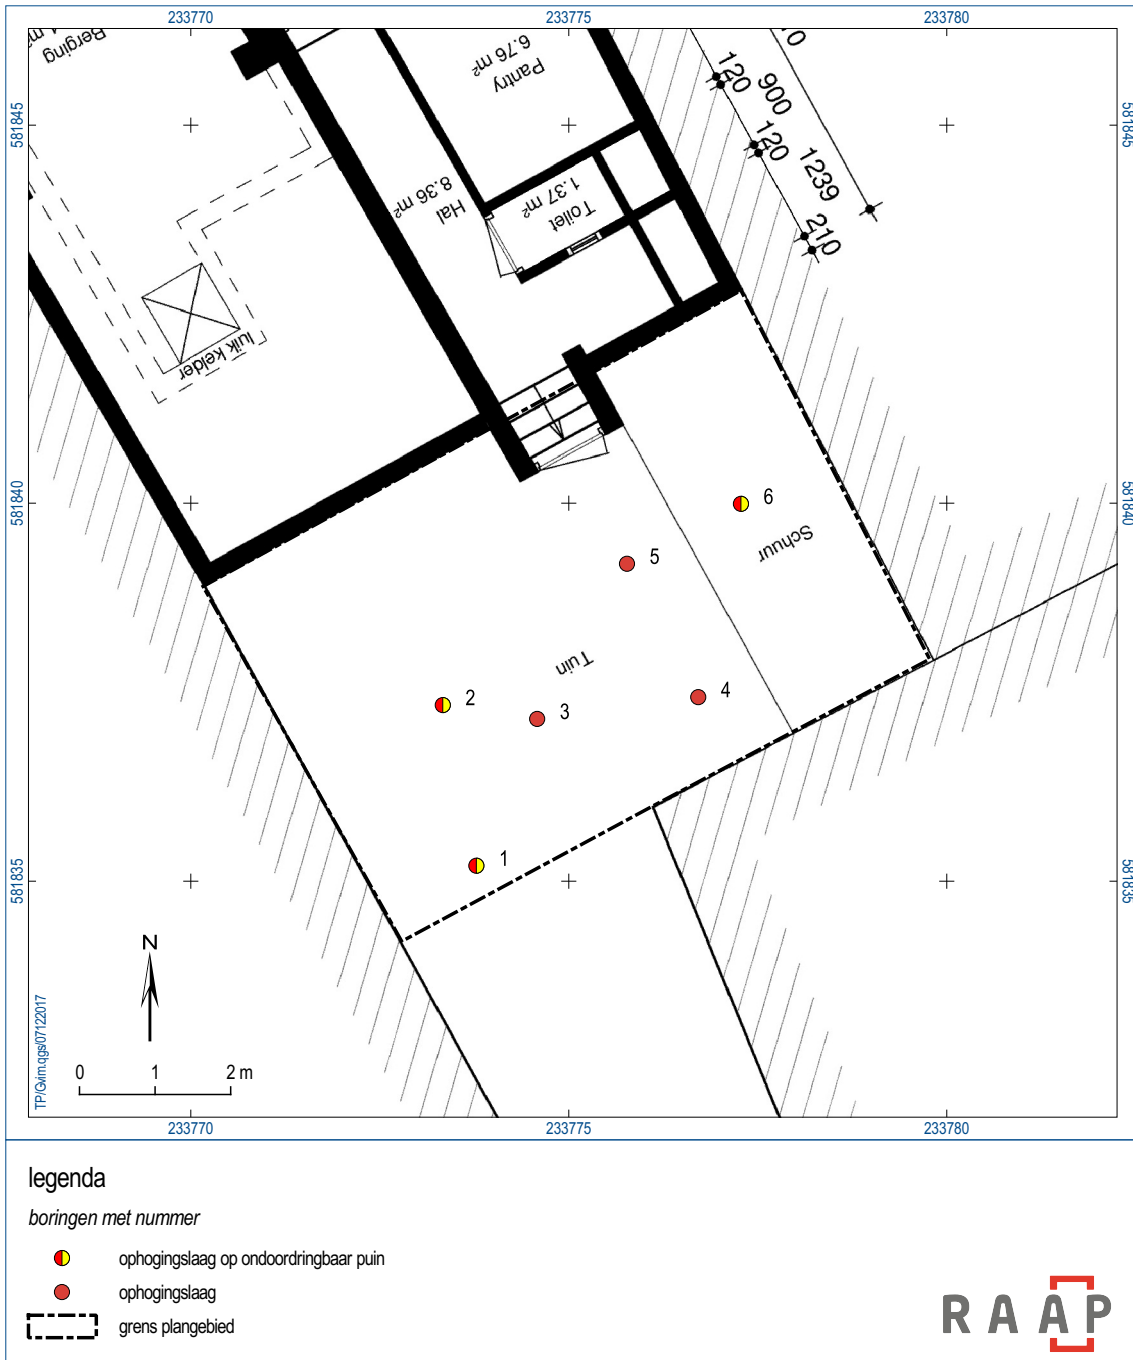 233770
233775
233780
Berging
Pantry
6.76 m²
120
900
120
1239
210
581845
581845
Hal
8.36 m²
Toilet
1.37 m²
luik kelder
581840
581840
6
Schuur
5
Tuin
2
3
4
1
581835
581835
N
TP/Gvim.qgs/07122017
0
1
2 m
233770
233775
233780
legenda
boringen met nummer
ophogingslaag op ondoordringbaar puin
ophogingslaag
grens plangebied
RAAP